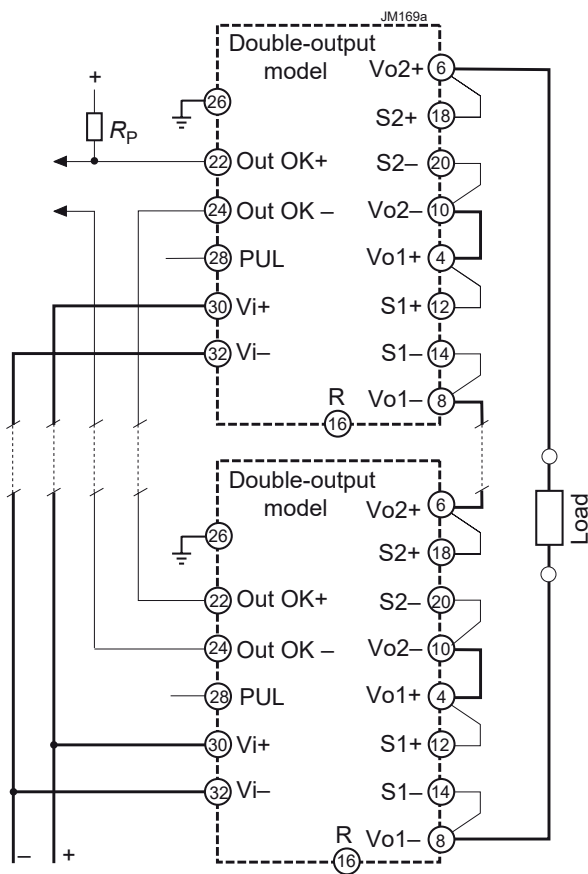 JM169a
Double-output
model
Vo2+
6
+
26
S2+
18
RP
22
Out OK+
S2–
20
24
Out OK –
Vo2–
10
28
PUL
Vo1+
4
30
Vi+
S1+
12
32
Vi–
S1–
14
R
Vo1–
8
16
Double-output
model
Vo2+
6
Load
26
S2+
18
22
Out OK+
S2–
20
24
Out OK –
Vo2–
10
28
PUL
Vo1+
4
30
Vi+
S1+
12
32
Vi–
S1–
14
R
Vo1–
8
– +
16